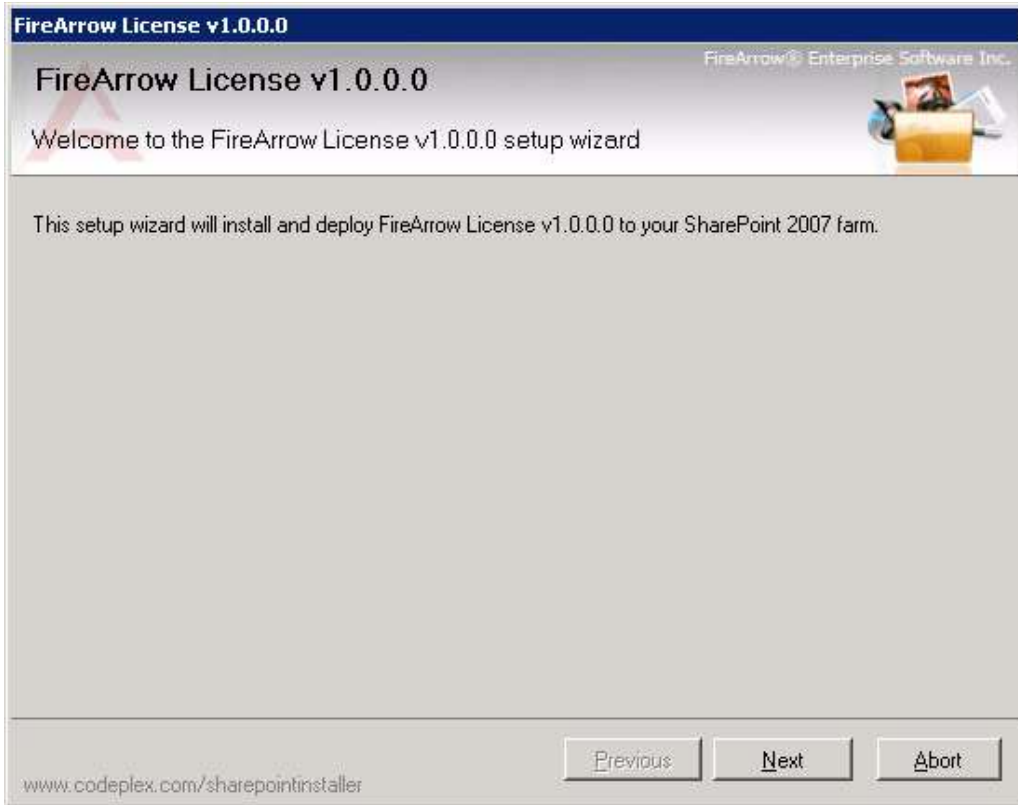 FireArrow License v1.0.0.0
FireArrow® Enterprise Software Inc.
FireArrow License v1.0.0.0
Welcome to the FireArrow License v1.0.0.0 setup wizard
This setup wizard will install and deploy FireArrow License v1.0.0.0 to your SharePoint 2007 farm.
Previous Next Abort
www.codeplex.com/sharepointinstaller